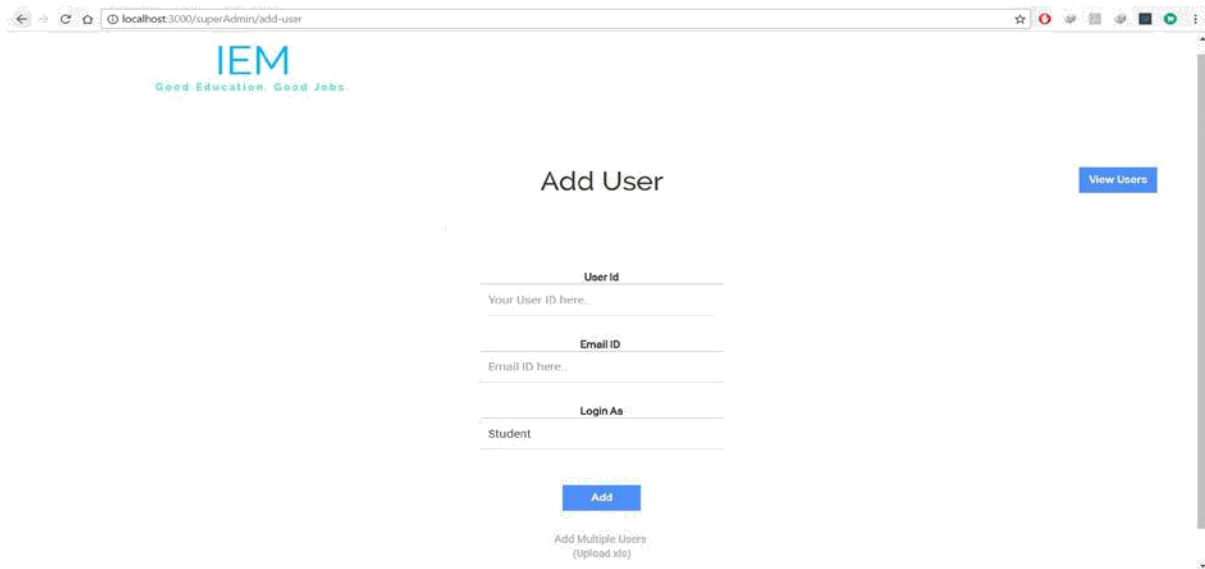 localhost:3000/superAdmin/add-user
IEM
Good Education. Good Jobs.
Add User
View Users
User Id
Your User ID here..
Email ID
Email ID here..
Login As
Student
Add
Add Multiple Users
(Upload xls)